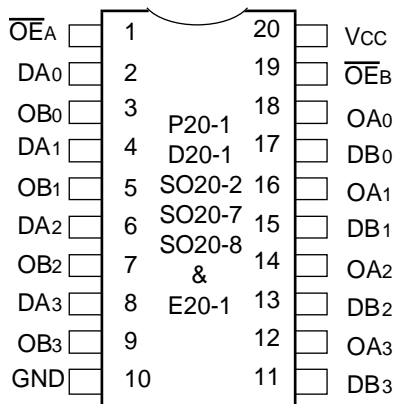 O̅E̅A 1 20 VCC
DA0 2 19 O̅E̅B
OB0 3 18 OA0
P20-1
DA1 4 17 DB0
D20-1
OB1 5 SO20-2 16 OA1
DA2 6 SO20-7 15 DB1
SO20-8
OB2 7 14 OA2
&
DA3 8 E20-1 13 DB2
OB3 9 12 OA3
GND 10 11 DB3